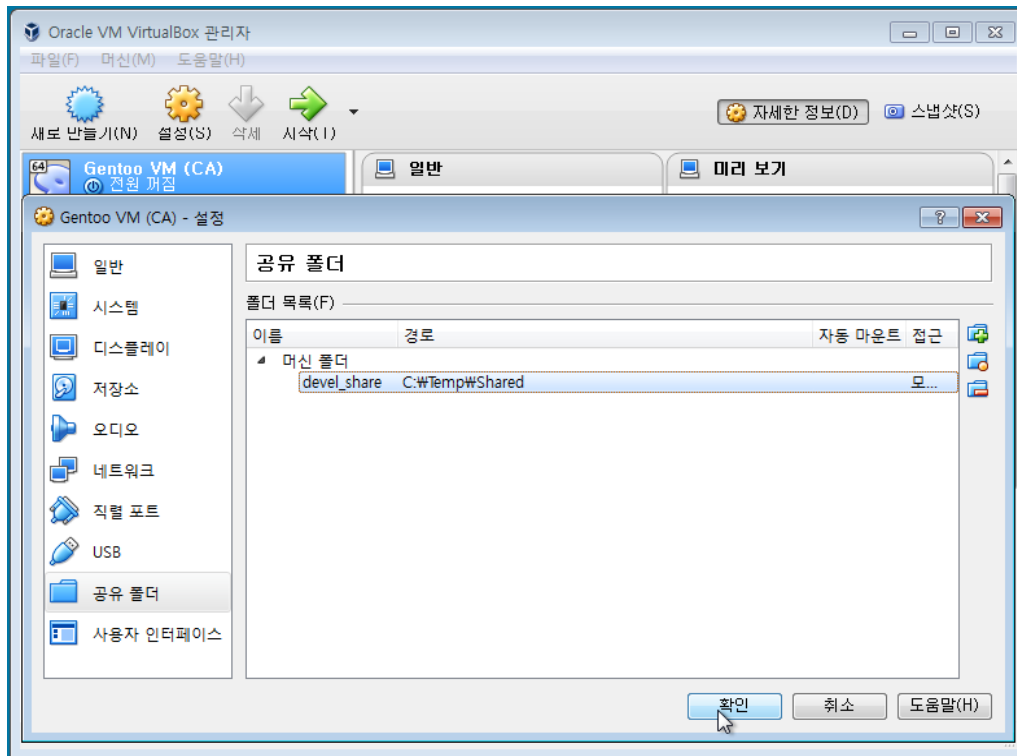 Oracle VM VirtualBox 관리자
파일(F) 머신(M) 도움말(H)
새로 만들기(N) 설정(S) 삭제 시작(T) 자세한 정보(D) 스냅샷(S)
64 Gentoo VM (CA) 일반 미리 보기
전원 꺼짐
Gentoo VM (CA) - 설정
일반
시스템
디스플레이
저장소
오디오
네트워크
직렬 포트
USB
공유 폴더
사용자 인터페이스
공유 폴더
폴더 목록(F)
이름 경로 자동 마운트 접근
머신 폴더
devel_share C:₩Temp₩Shared 모...
확인 취소 도움말(H)